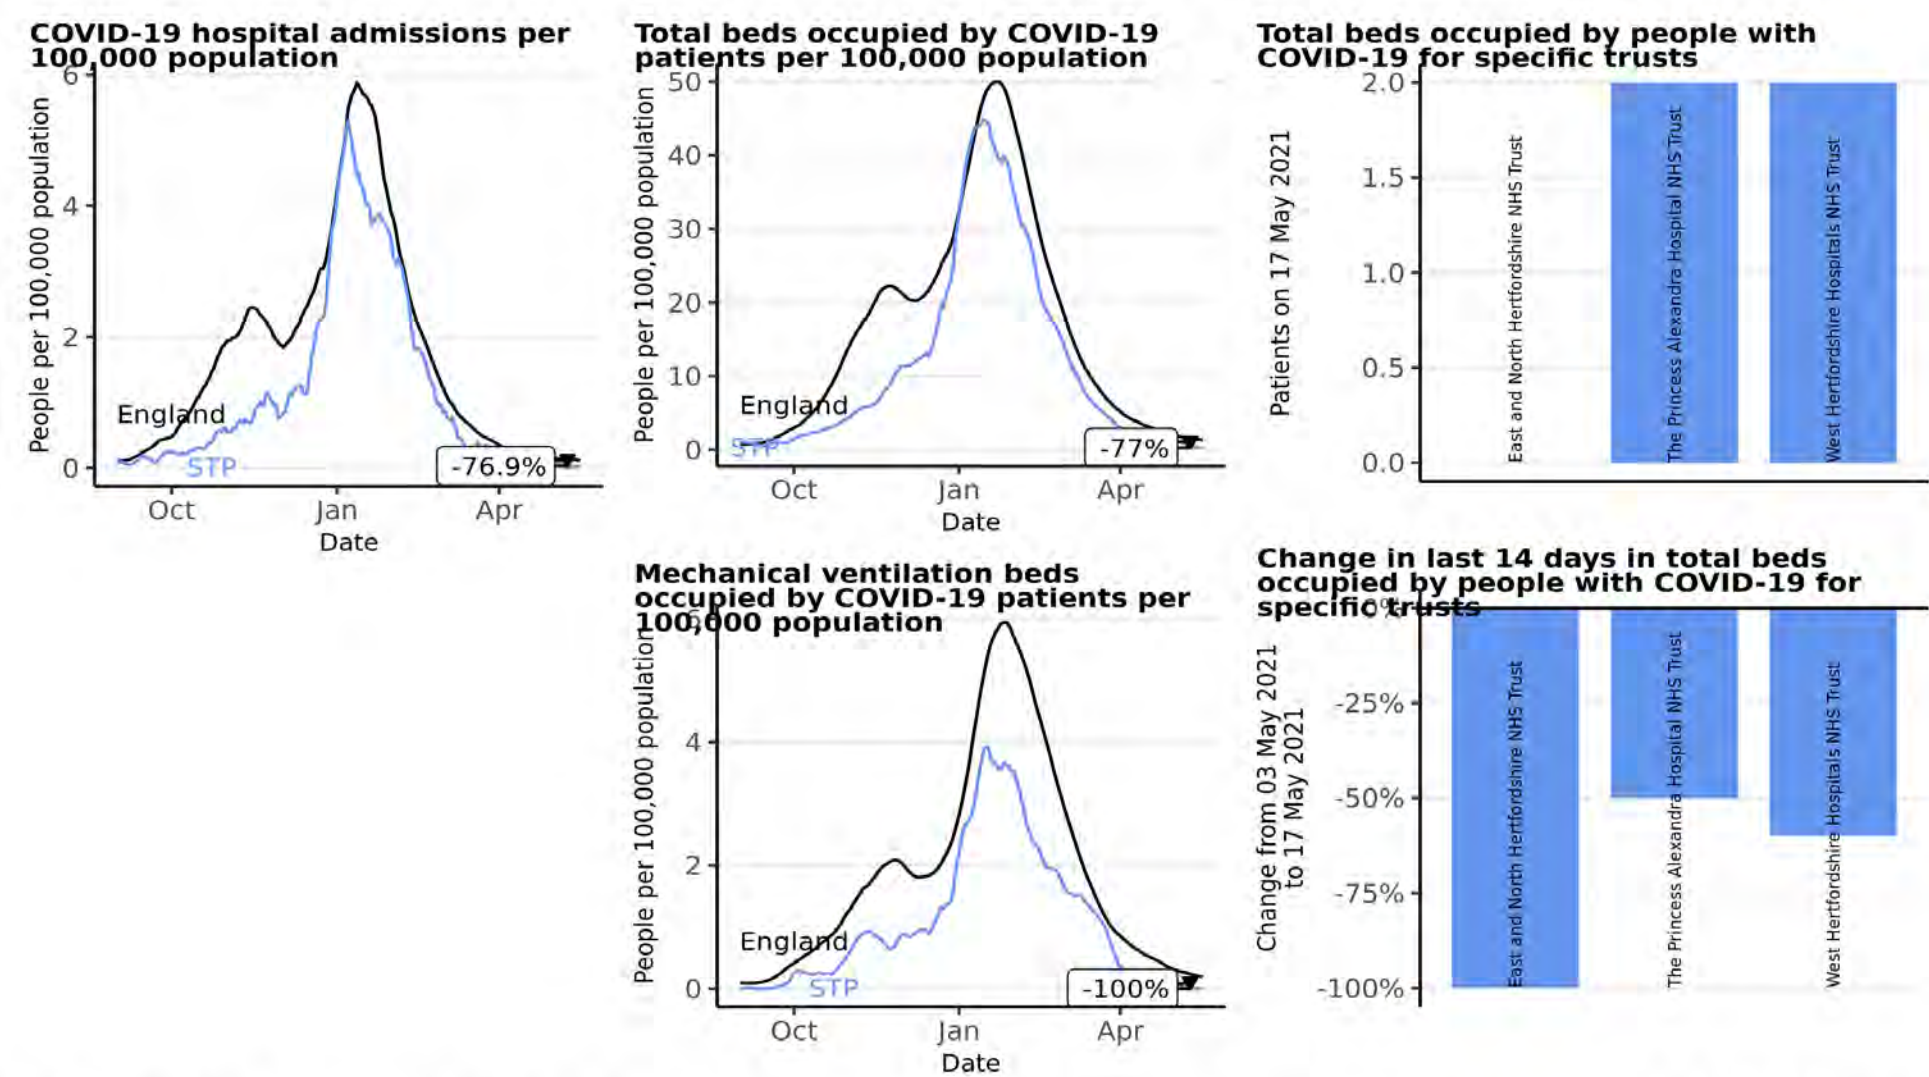 COVID-19 hospital admissions per
100,000 population
People per 100,000 population
6
4
2
0
England
STP
-76.9%
Oct
Jan
Apr
Date
Total beds occupied by COVID-19
patients per 100,000 population
People per 100,000 population
50
40
30
20
10
0
England
STP
-77%
Oct
Jan
Apr
Date
Total beds occupied by people with
COVID-19 for specific trusts
Patients on 17 May 2021
2.0
1.5
1.0
0.5
0.0
East and North Hertfordshire NHS Trust
The Princess Alexandra Hospital NHS Trust
West Hertfordshire Hospitals NHS Trust
Mechanical ventilation beds
occupied by COVID-19 patients per
100,000 population
People per 100,000 population
6
4
2
0
England
STP
-100%
Oct
Jan
Apr
Date
Change in last 14 days in total beds
occupied by people with COVID-19 for
specific trusts
Change from 03 May 2021
to 17 May 2021
0%
-25%
-50%
-75%
-100%
East and North Hertfordshire NHS Trust
The Princess Alexandra Hospital NHS Trust
West Hertfordshire Hospitals NHS Trust